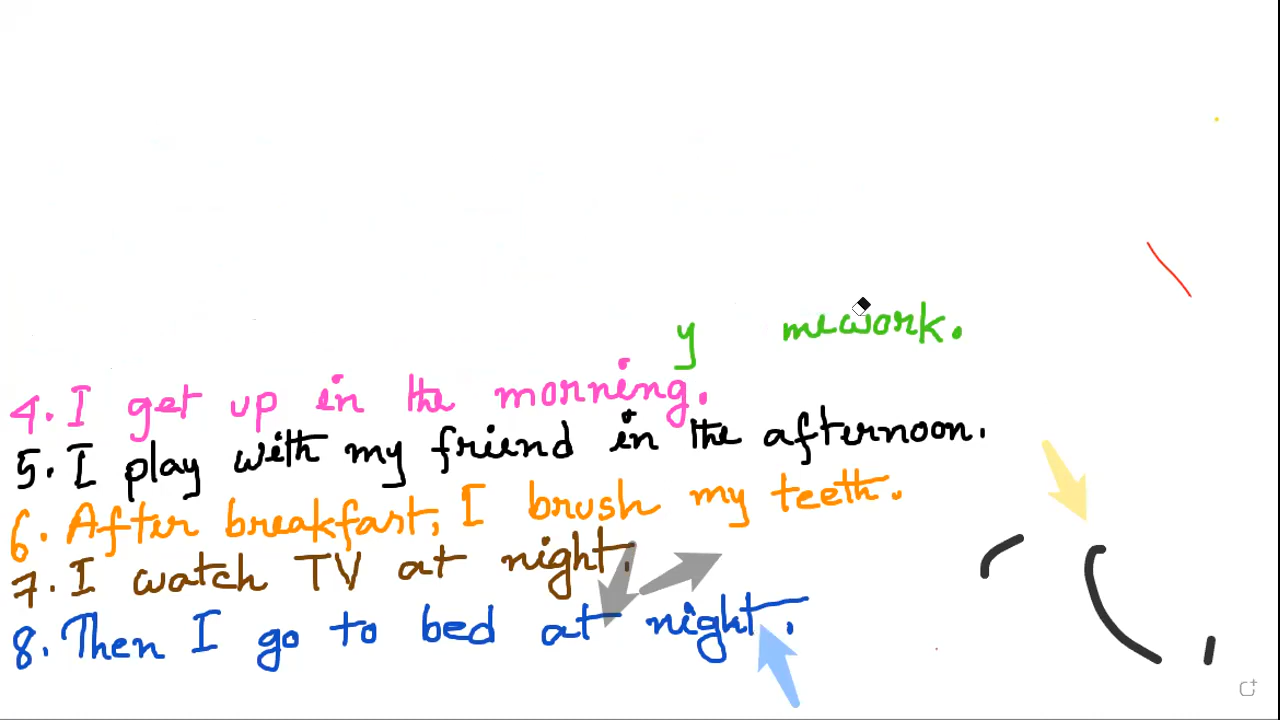 y mework.
4. I get up in the morning.
5. I play with my friend in the afternoon.
6. After breakfast, I brush my teeth.
7. I watch TV at night.
8. Then I go to bed at night.